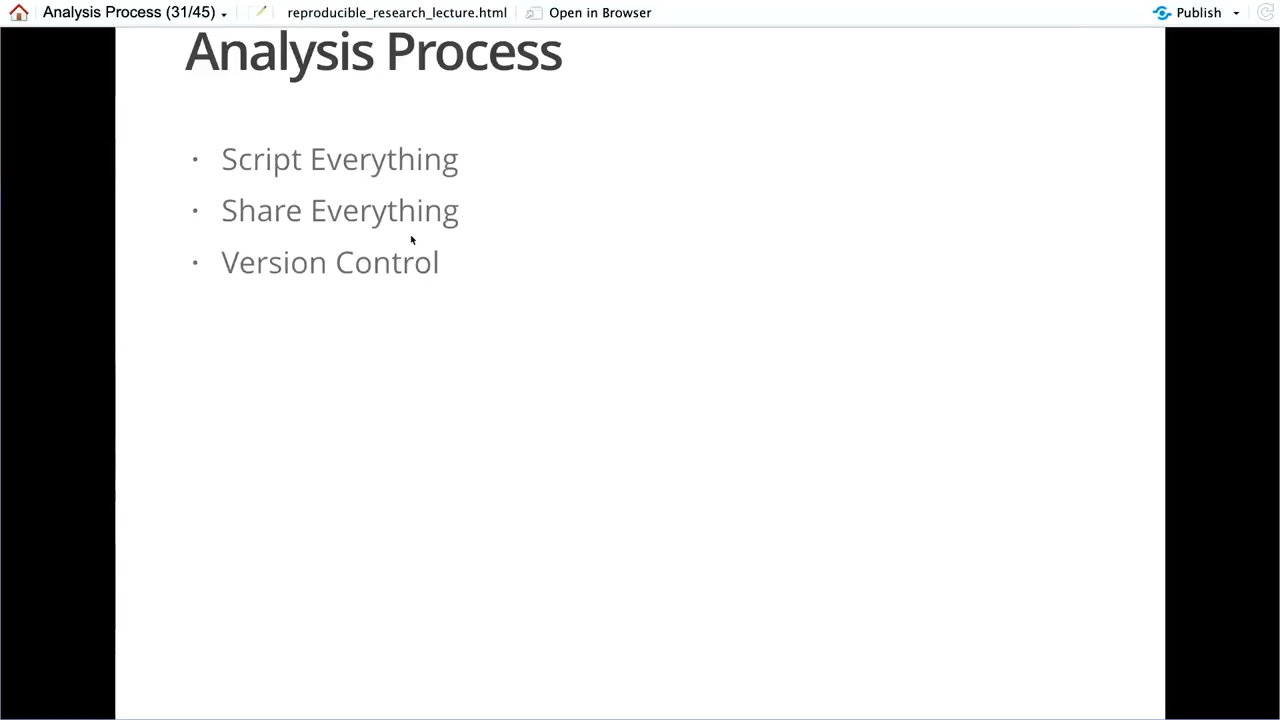 Analysis Process (31/45)
reproducible_research_lecture.html
Open in Browser
Publish
Analysis Process
· Script Everything
· Share Everything
· Version Control